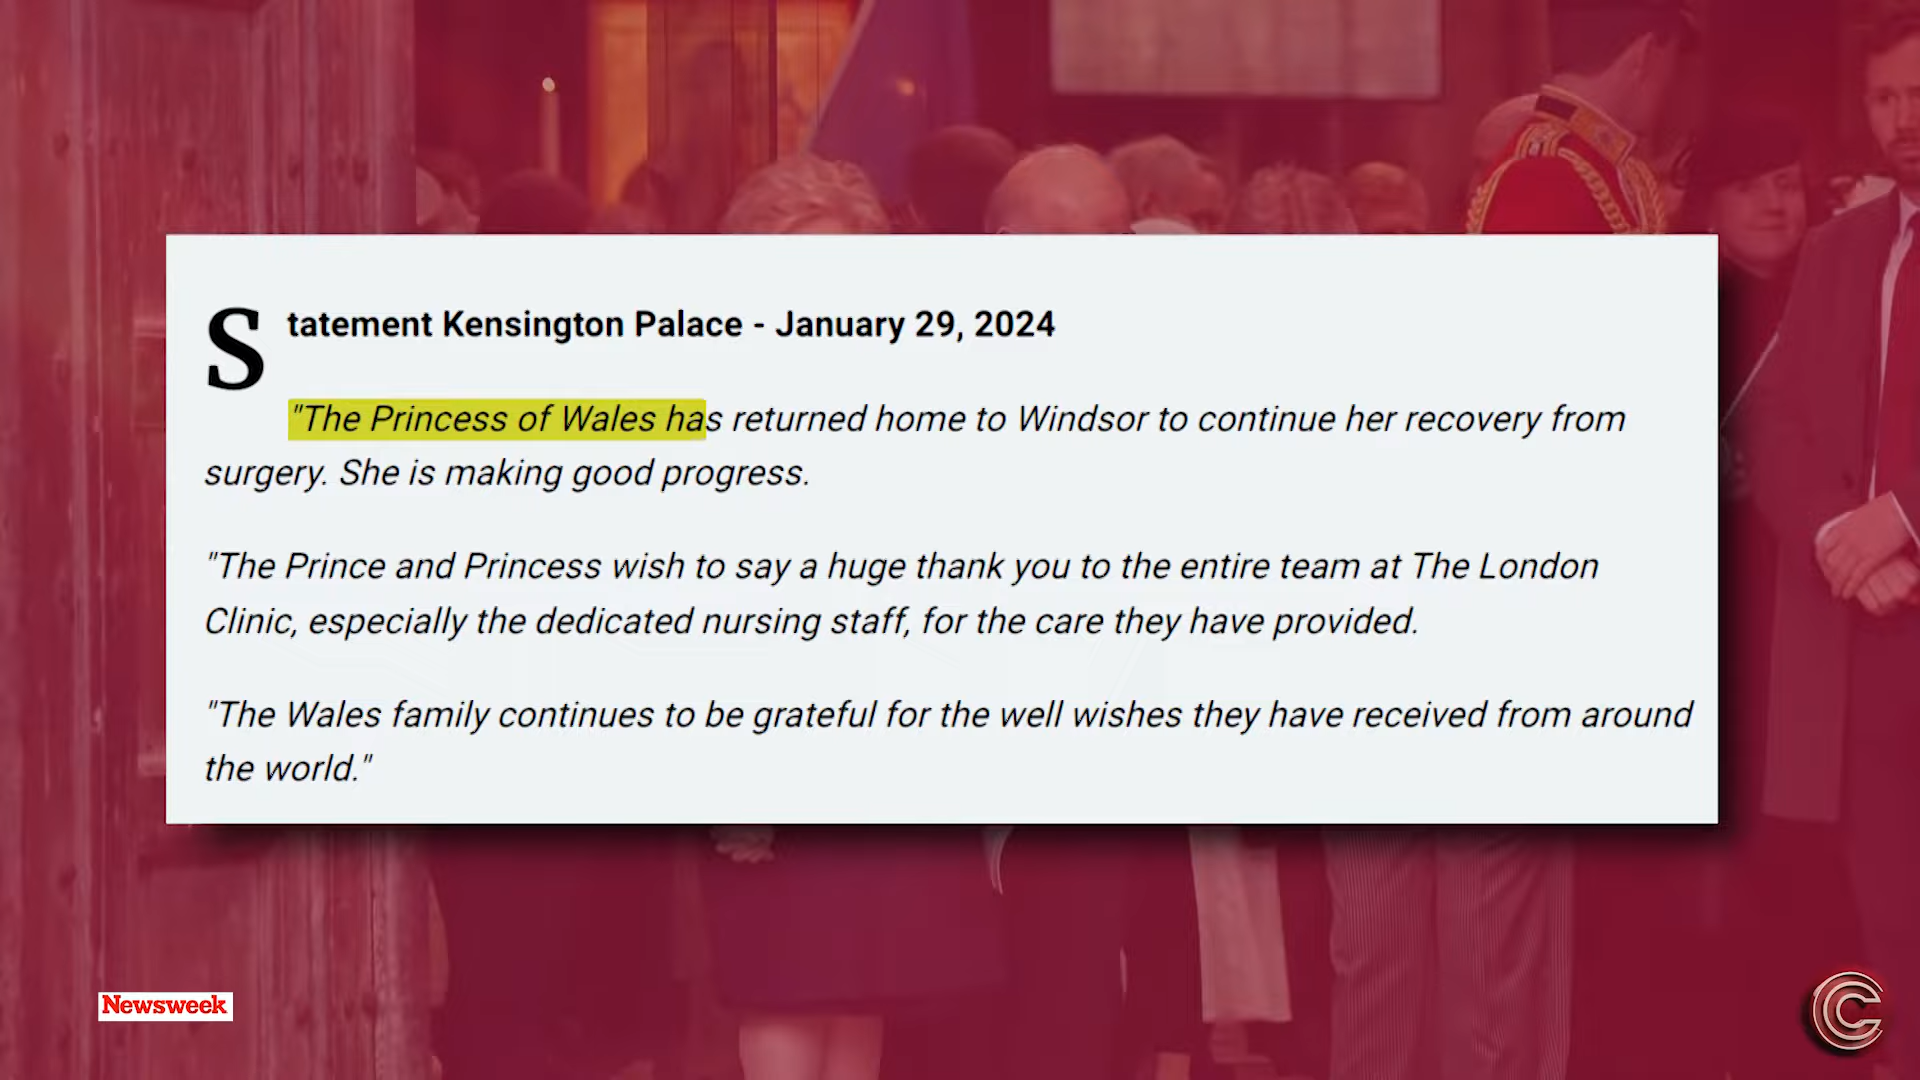 Statement Kensington Palace - January 29, 2024
"The Princess of Wales has returned home to Windsor to continue her recovery from
surgery. She is making good progress.
"The Prince and Princess wish to say a huge thank you to the entire team at The London
Clinic, especially the dedicated nursing staff, for the care they have provided.
"The Wales family continues to be grateful for the well wishes they have received from around
the world."
Newsweek